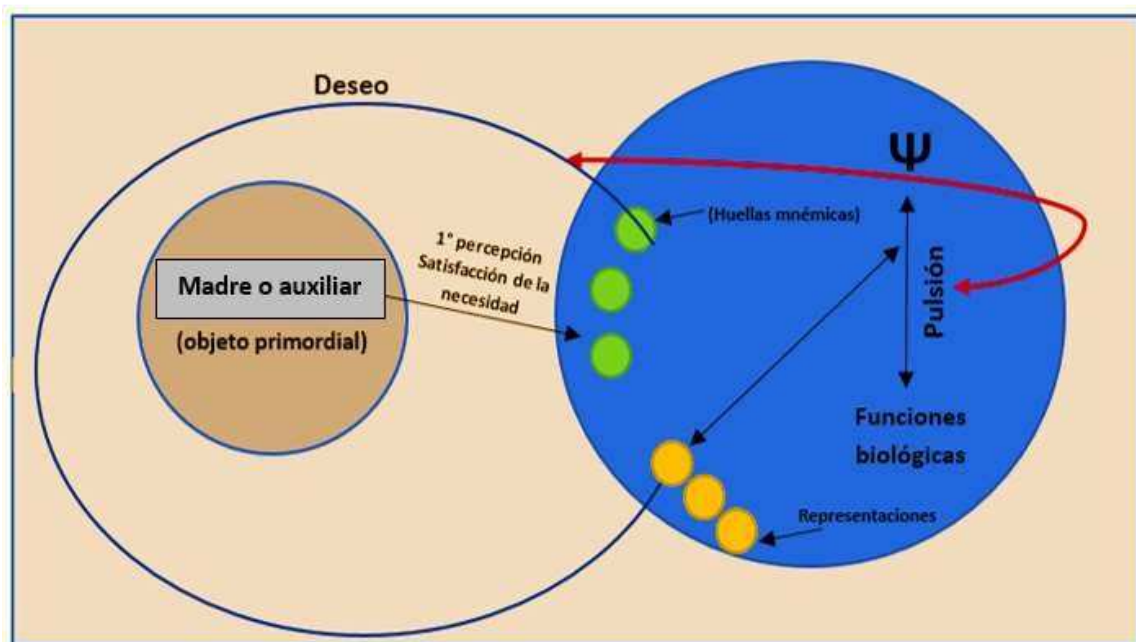 Deseo
Madre o auxiliar
(objeto primordial)
1° percepción
Satisfacción de la
necesidad
Ψ
(Huellas mnémicas)
Pulsión
Funciones
biológicas
Representaciones